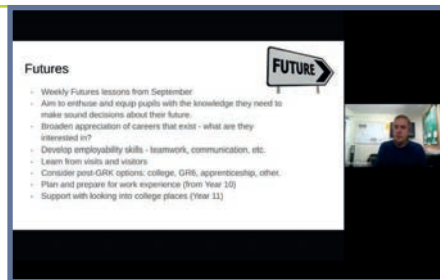 FUTURE
Futures
- Weekly Futures lessons from September
- Aim to enthuse and equip pupils with the knowledge they need to
make sound decisions about their future.
- Broaden appreciation of careers that exist - what are they
interested in?
- Develop employability skills - teamwork, communication, etc.
- Learn from visits and visitors
- Consider post-GRK options: college, GR6, apprenticeship, other.
- Plan and prepare for work experience (from Year 10)
- Support with looking into college places (Year 11)